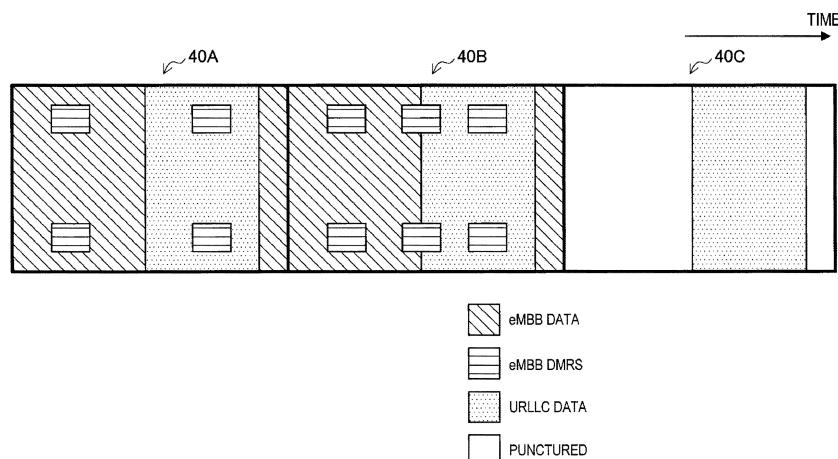 TIME
40A
40B
40C
eMBB DATA
eMBB DMRS
URLLC DATA
PUNCTURED